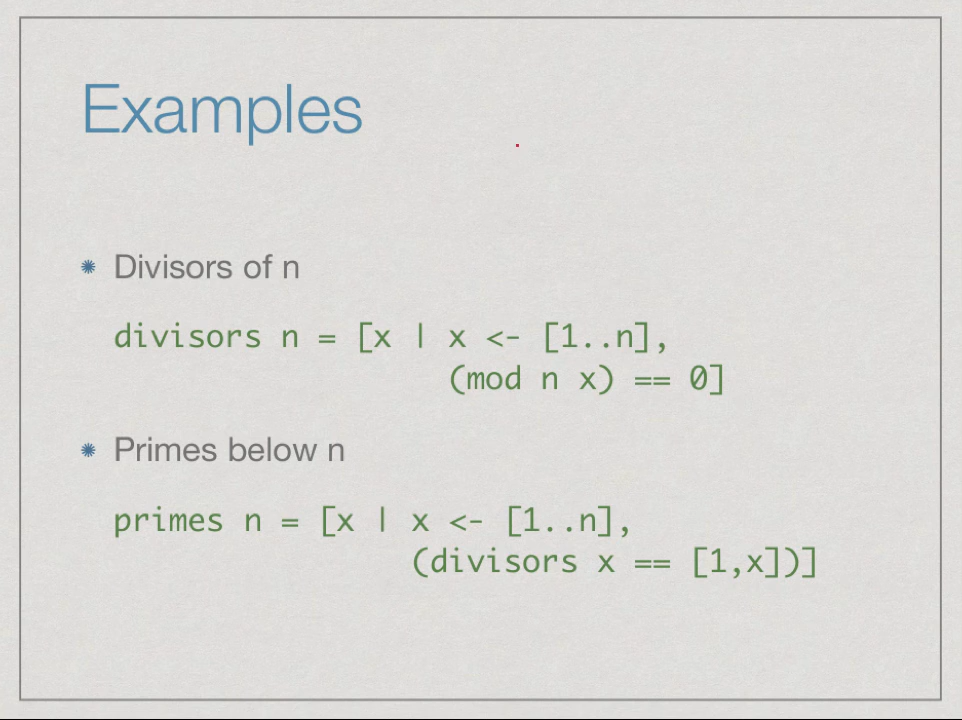 Examples
Divisors of n
divisors n = [x | x <- [1..n],
(mod n x) == 0]
Primes below n
primes n = [x | x <- [1..n],
(divisors x == [1,x])]